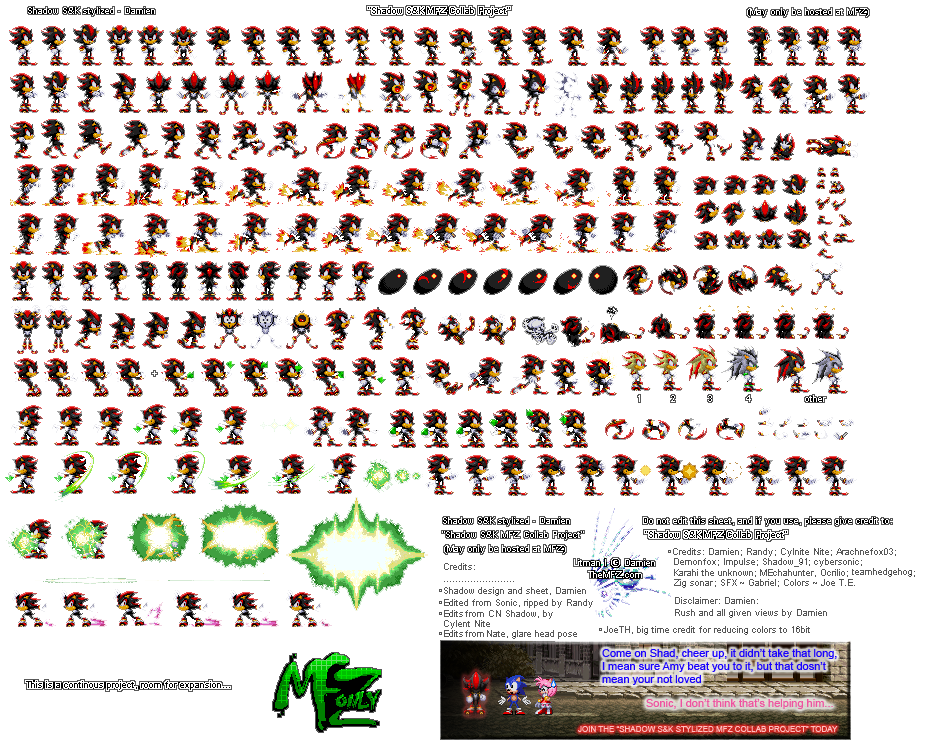 Shadow S&K stylized - Damien
"Shadow S&K MFZ Collab Project"
(May only be hosted at MFZ)
1
2
3
4
other
Shadow S&K stylized - Damien
"Shadow S&K MFZ Collab Project"
(May only be hosted at MFZ)
Credits:
........................
°Shadow design and sheet, Damien
°Edited from Sonic, ripped by Randy
°Edits from CN Shadow, by
Cylent Nite
°Edits from Nate, glare head pose
Litman J @ Damien
TheMFZ.com
Do not edit this sheet, and if you use, please give credit to:
"Shadow S&K MFZ Collab Project"
°Credits: Damien; Randy; Cylnite Nite; Arachnefox03;
Demonfox; Impulse; Shadow_91; cybersonic;
Karahi the unknown; MEchahunter, Ocrilio; teamhedgehog;
Zig sonar; SFX ~ Gabriel; Colors ~ Joe T.E.
Disclaimer: Damien:
Rush and all given views by Damien
°JoeTH, big time credit for reducing colors to 16bit
This is a continous project, room for expansion....
MFZ
ONLY
Come on Shad, cheer up, it didn't take that long,
I mean sure Amy beat you to it, but that dosn't
mean your not loved
Sonic, I don't think that's helping him...
JOIN THE "SHADOW S&K STYLIZED MFZ COLLAB PROJECT" TODAY